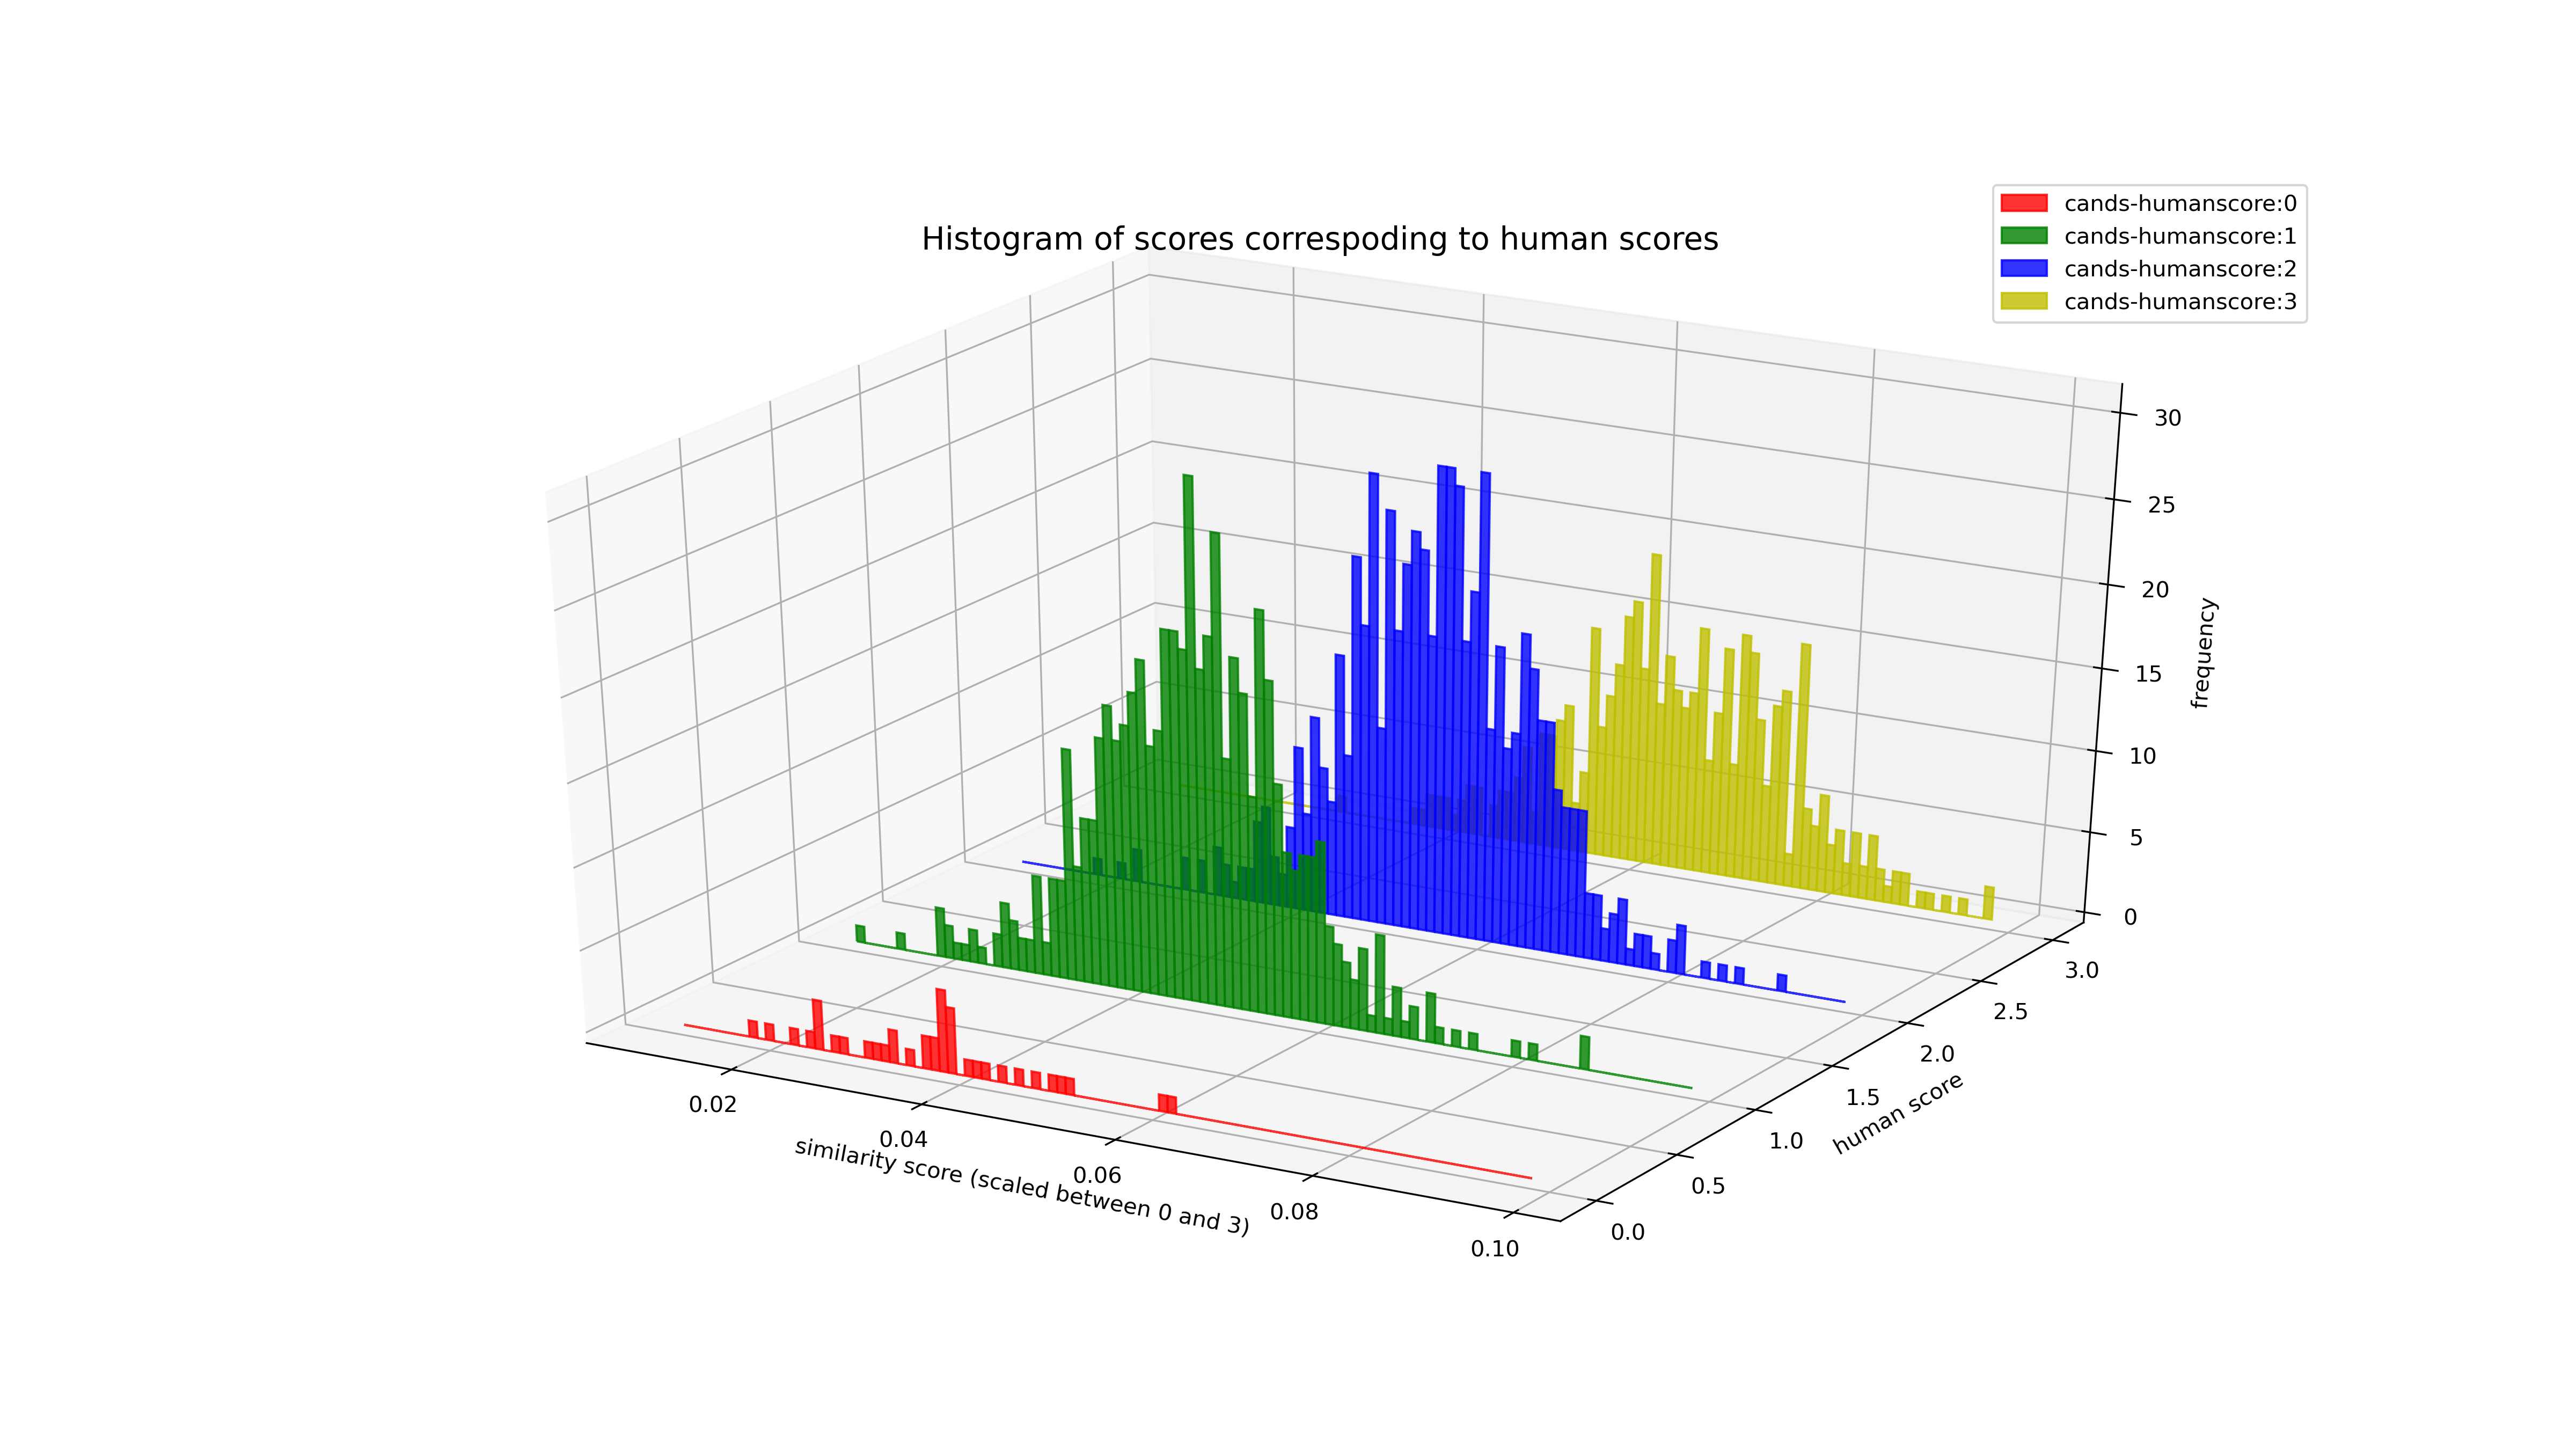 Histogram of scores correspoding to human scores
cands-humanscore:0
cands-humanscore:1
cands-humanscore:2
cands-humanscore:3
30
25
20
15
10
5
0
frequency
3.0
2.5
2.0
1.5
1.0
0.5
0.0
human score
0.02
0.04
0.06
0.08
0.10
similarity score (scaled between 0 and 3)